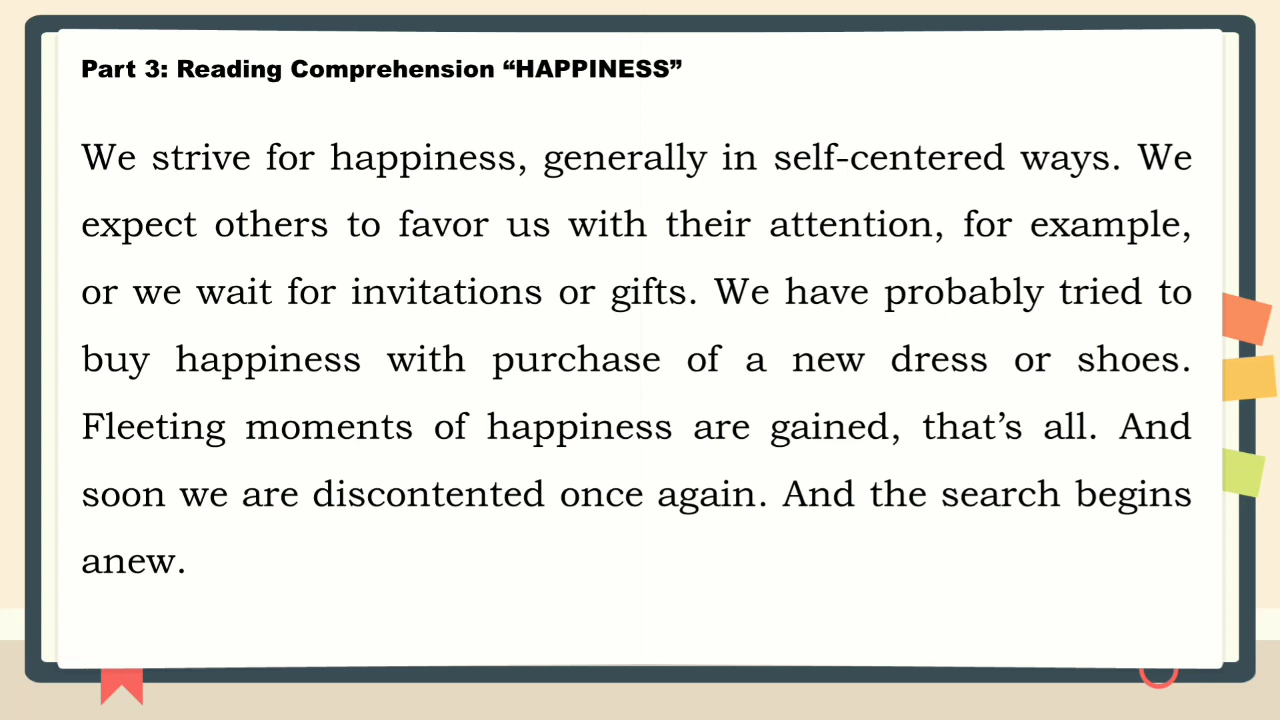 Part 3: Reading Comprehension “HAPPINESS”
We strive for happiness, generally in self-centered ways. We
expect others to favor us with their attention, for example,
or we wait for invitations or gifts. We have probably tried to
buy happiness with purchase of a new dress or shoes.
Fleeting moments of happiness are gained, that’s all. And
soon we are discontented once again. And the search begins
anew.